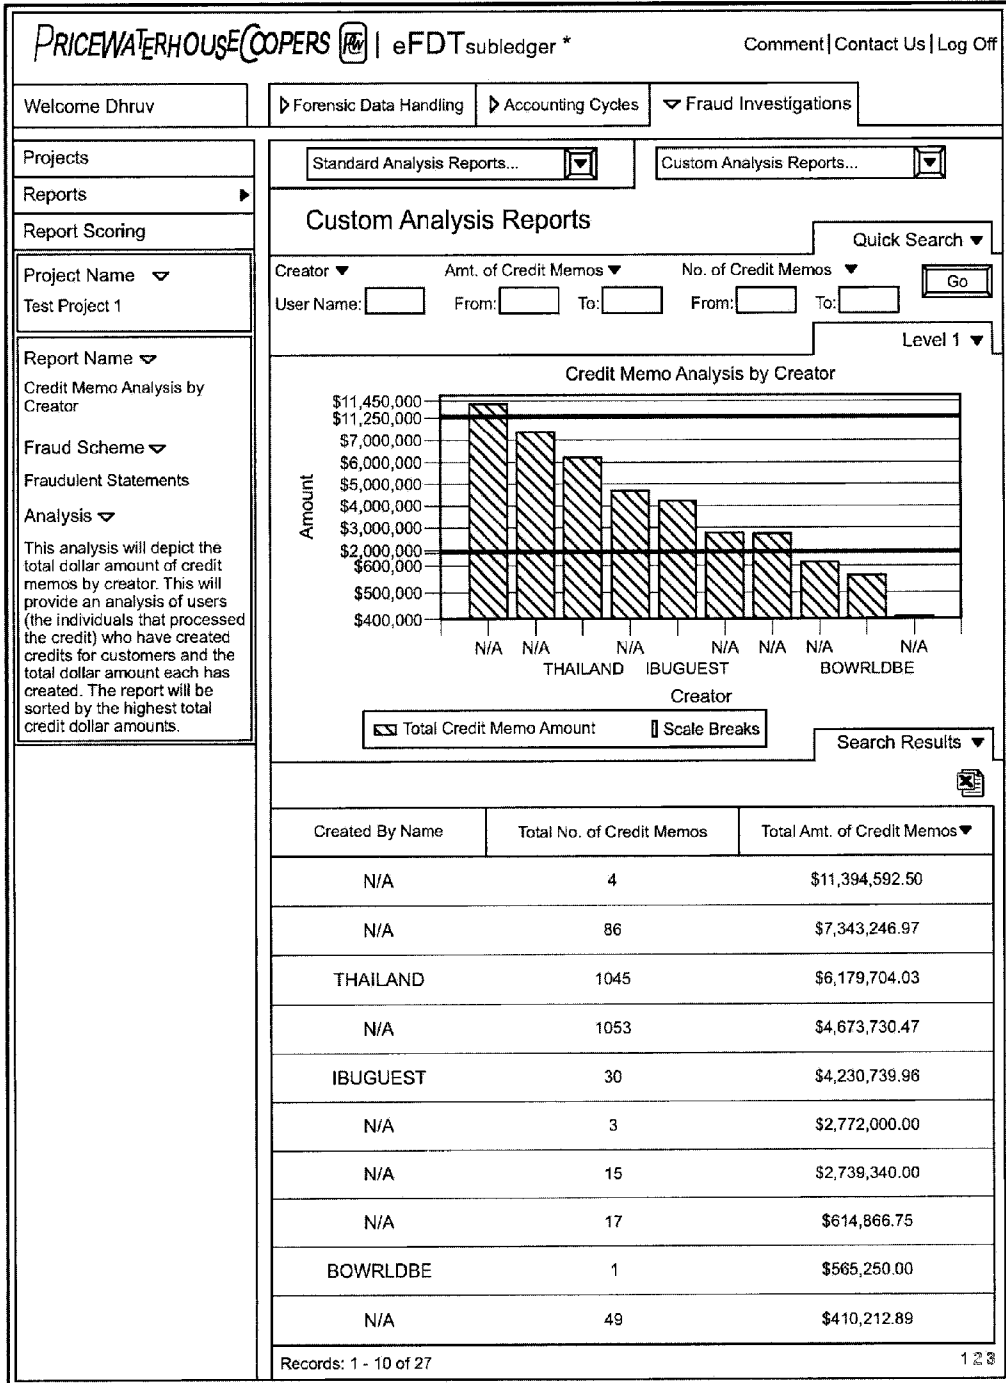 PRICEWATERHOUSECOOPERS PW | eFDTsubledger *
Comment|Contact Us|Log Off
Welcome Dhruv
Forensic Data Handling
Accounting Cycles
Fraud Investigations
Projects
Reports
Report Scoring
Project Name
Test Project 1
Report Name
Credit Memo Analysis by
Creator
Fraud Scheme
Fraudulent Statements
Analysis
This analysis will depict the
total dollar amount of credit
memos by creator. This will
provide an analysis of users
(the individuals that processed
the credit) who have created
credits for customers and the
total dollar amount each has
created. The report will be
sorted by the highest total
credit dollar amounts.
Standard Analysis Reports...
Custom Analysis Reports...
Custom Analysis Reports
Quick Search
Creator
Amt. of Credit Memos
No. of Credit Memos
Go
User Name:
From:
To:
From:
To:
Level 1
Credit Memo Analysis by Creator
Amount
$11,450,000
$11,250,000
$7,000,000
$6,000,000
$5,000,000
$4,000,000
$3,000,000
$2,000,000
$600,000
$500,000
$400,000
N/A N/A N/A N/A N/A N/A N/A
THAILAND IBUGUEST BOWRLDBE
Creator
Total Credit Memo Amount
Scale Breaks
Search Results
Created By Name Total No. of Credit Memos Total Amt. of Credit Memos
N/A 4 $11,394,592.50
N/A 86 $7,343,246.97
THAILAND 1045 $6,179,704.03
N/A 1053 $4,673,730.47
IBUGUEST 30 $4,230,739.96
N/A 3 $2,772,000.00
N/A 15 $2,739,340.00
N/A 17 $614,866.75
BOWRLDBE 1 $565,250.00
N/A 49 $410,212.89
Records: 1 - 10 of 27
1 2 3